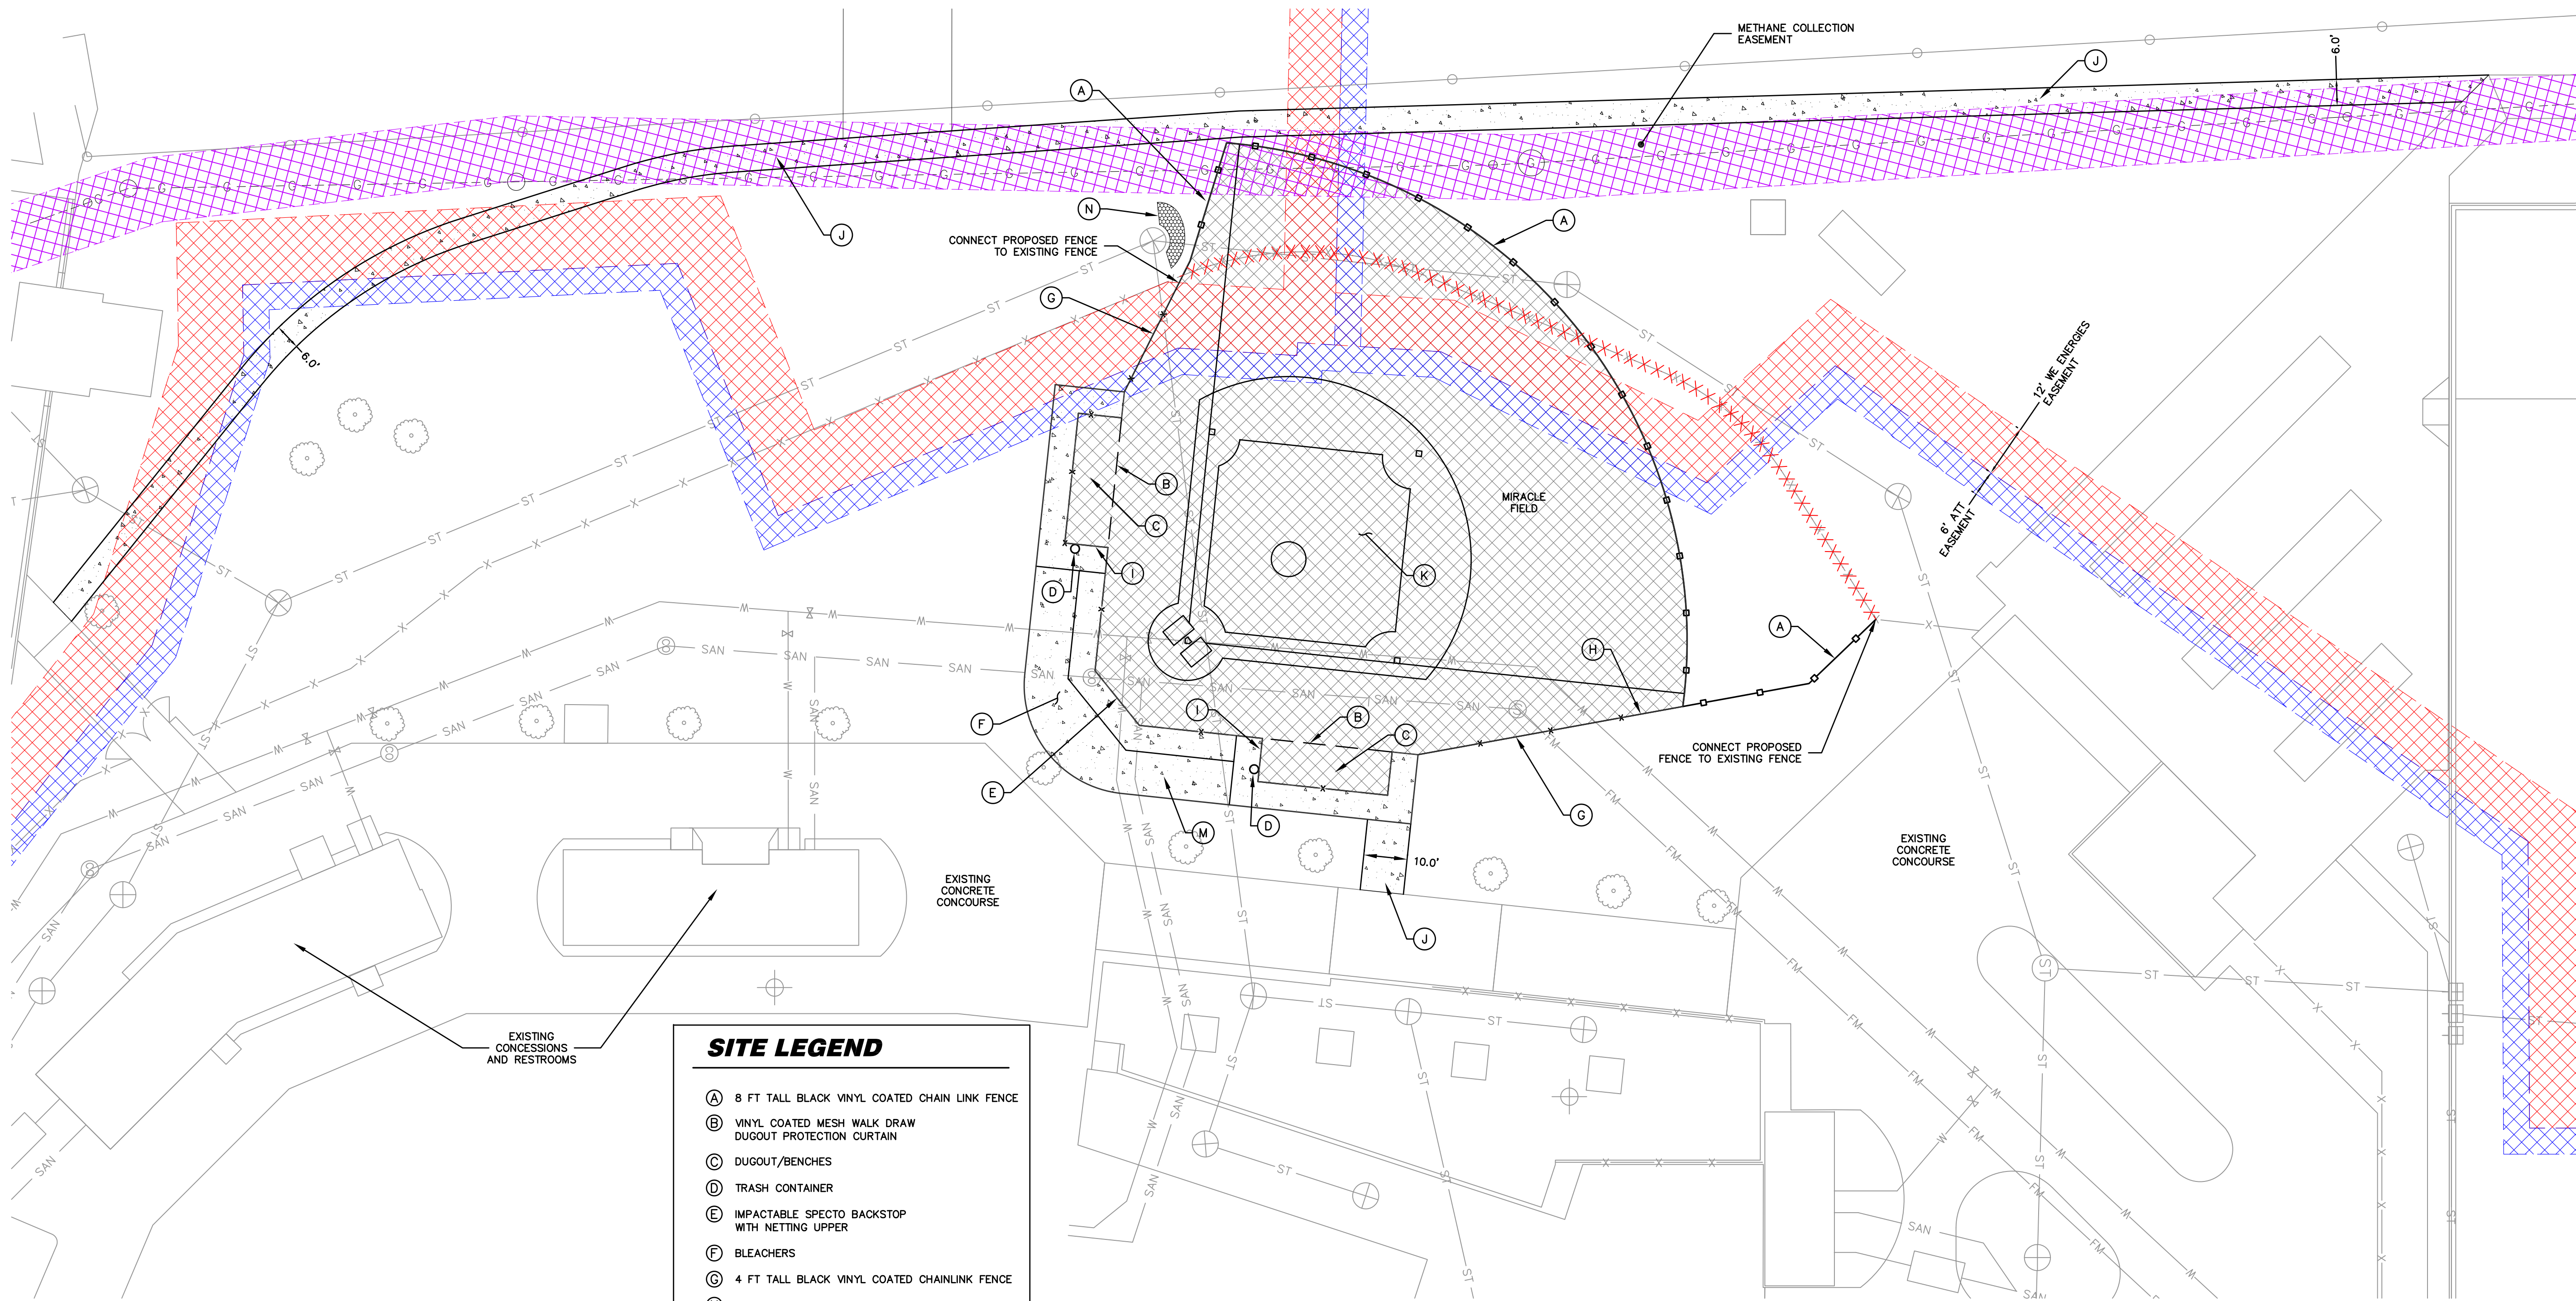 METHANE COLLECTION
EASEMENT
A
J
6.0'
N
J
A
CONNECT PROPOSED FENCE
TO EXISTING FENCE
G
6.0'
B
C
MIRACLE
FIELD
12' WE ENERGIES
EASEMENT
6' ATT
EASEMENT
I
D
K
A
H
F
I
B
C
CONNECT PROPOSED
FENCE TO EXISTING FENCE
E
M
D
G
10.0'
J
EXISTING
CONCRETE
CONCOURSE
EXISTING
CONCRETE
CONCOURSE
EXISTING
CONCESSIONS
AND RESTROOMS
SITE LEGEND
A 8 FT TALL BLACK VINYL COATED CHAIN LINK FENCE
B VINYL COATED MESH WALK DRAW
DUGOUT PROTECTION CURTAIN
C DUGOUT/BENCHES
D TRASH CONTAINER
E IMPACTABLE SPECTO BACKSTOP
WITH NETTING UPPER
F BLEACHERS
G 4 FT TALL BLACK VINYL COATED CHAINLINK FENCE